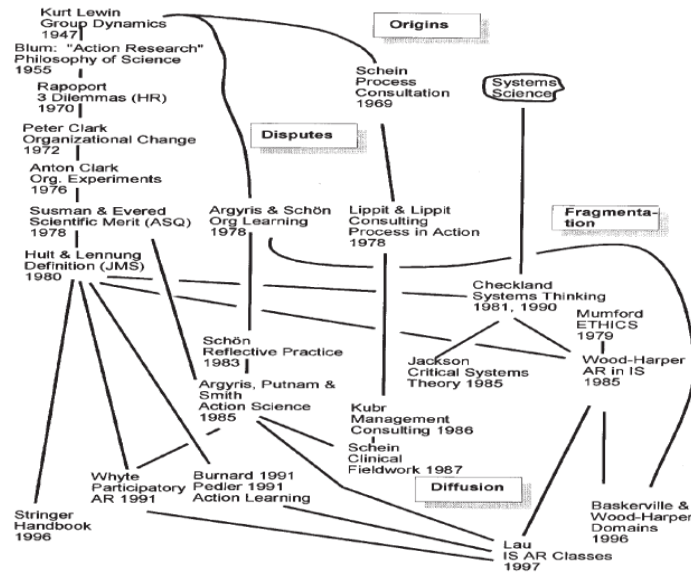 Kurt Lewin
Group Dynamics
1947
Origins
Blum: "Action Research"
Philosophy of Science
1955
Schein
Process
Consultation
1969
Systems
Science
Rapoport
3 Dilemmas (HR)
1970
Peter Clark
Organizational Change
1972
Disputes
Anton Clark
Org. Experiments
1976
Susman & Evered
Scientific Merit (ASQ)
1978
Argyris & Schön
Org Learning
1978
Lippit & Lippit
Consulting
Process in Action
1978
Fragmenta-
tion
Hult & Lennung
Definition (JMS)
1980
Checkland
Systems Thinking
1981, 1990
Mumford
ETHICS
1979
Schön
Reflective Practice
1983
Jackson
Critical Systems
Theory 1985
Wood-Harper
AR in IS
1985
Argyris, Putnam &
Smith
Action Science
1985
Kubr
Management
Consulting 1986
Schein
Clinical
Fieldwork 1987
Whyte
Participatory
AR 1991
Burnard 1991
Pedler 1991
Action Learning
Diffusion
Stringer
Handbook
1996
Baskerville &
Wood-Harper
Domains
1996
Lau
IS AR Classes
1997